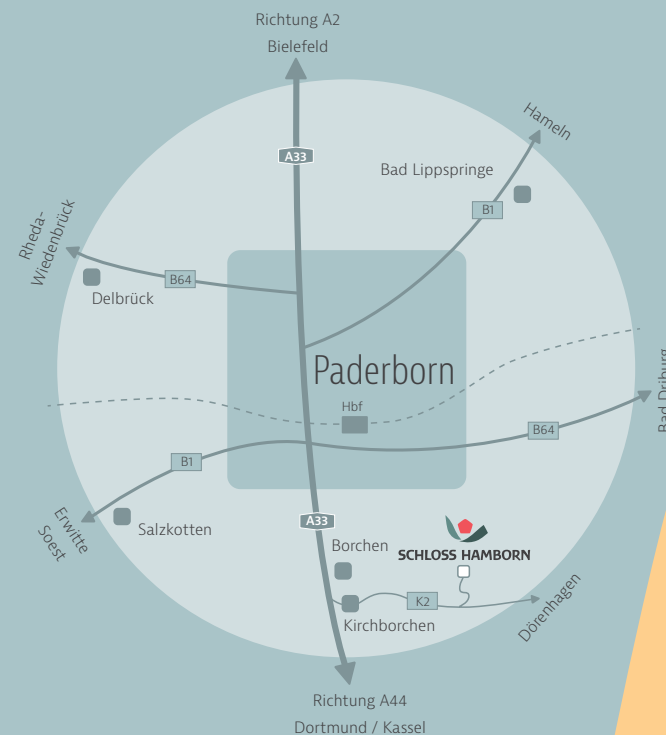 Richtung A2
Bielefeld
Hameln
A33
Bad Lippspringe
B1
Rheda-
Wiedenbrück
B64
Delbrück
Paderborn
Hbf
Bad Driburg
B64
B1
Erwitte
Soest
Salzkotten
A33
Borchen
SCHLOSS HAMBORN
K2
Dörenhagen
Kirchborchen
Richtung A44
Dortmund / Kassel